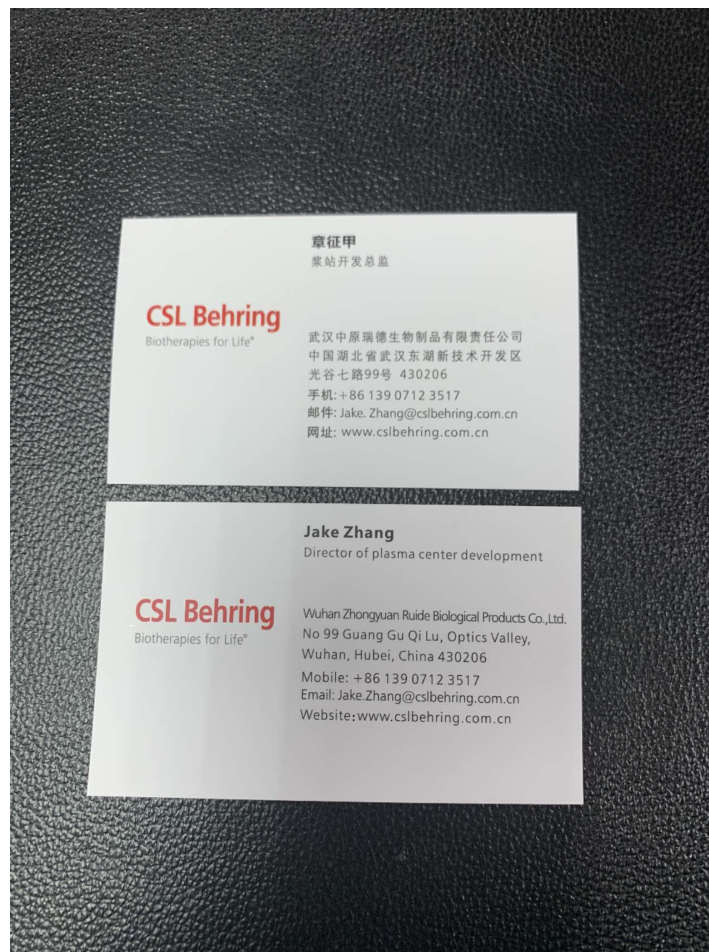 章征甲
浆站开发总监
CSL Behring
Biotherapies for Life®
武汉中原瑞德生物制品有限责任公司
中国湖北省武汉东湖新技术开发区
光谷七路99号 430206
手机:+86 139 0712 3517
邮件: Jake. Zhang@cslbehring.com.cn
网址: www.cslbehring.com.cn
Jake Zhang
Director of plasma center development
CSL Behring
Biotherapies for Life®
Wuhan Zhongyuan Ruide Biological Products Co.,Ltd.
No 99 Guang Gu Qi Lu, Optics Valley,
Wuhan, Hubei, China 430206
Mobile: +86 139 0712 3517
Email: Jake.Zhang@cslbehring.com.cn
Website:www.cslbehring.com.cn